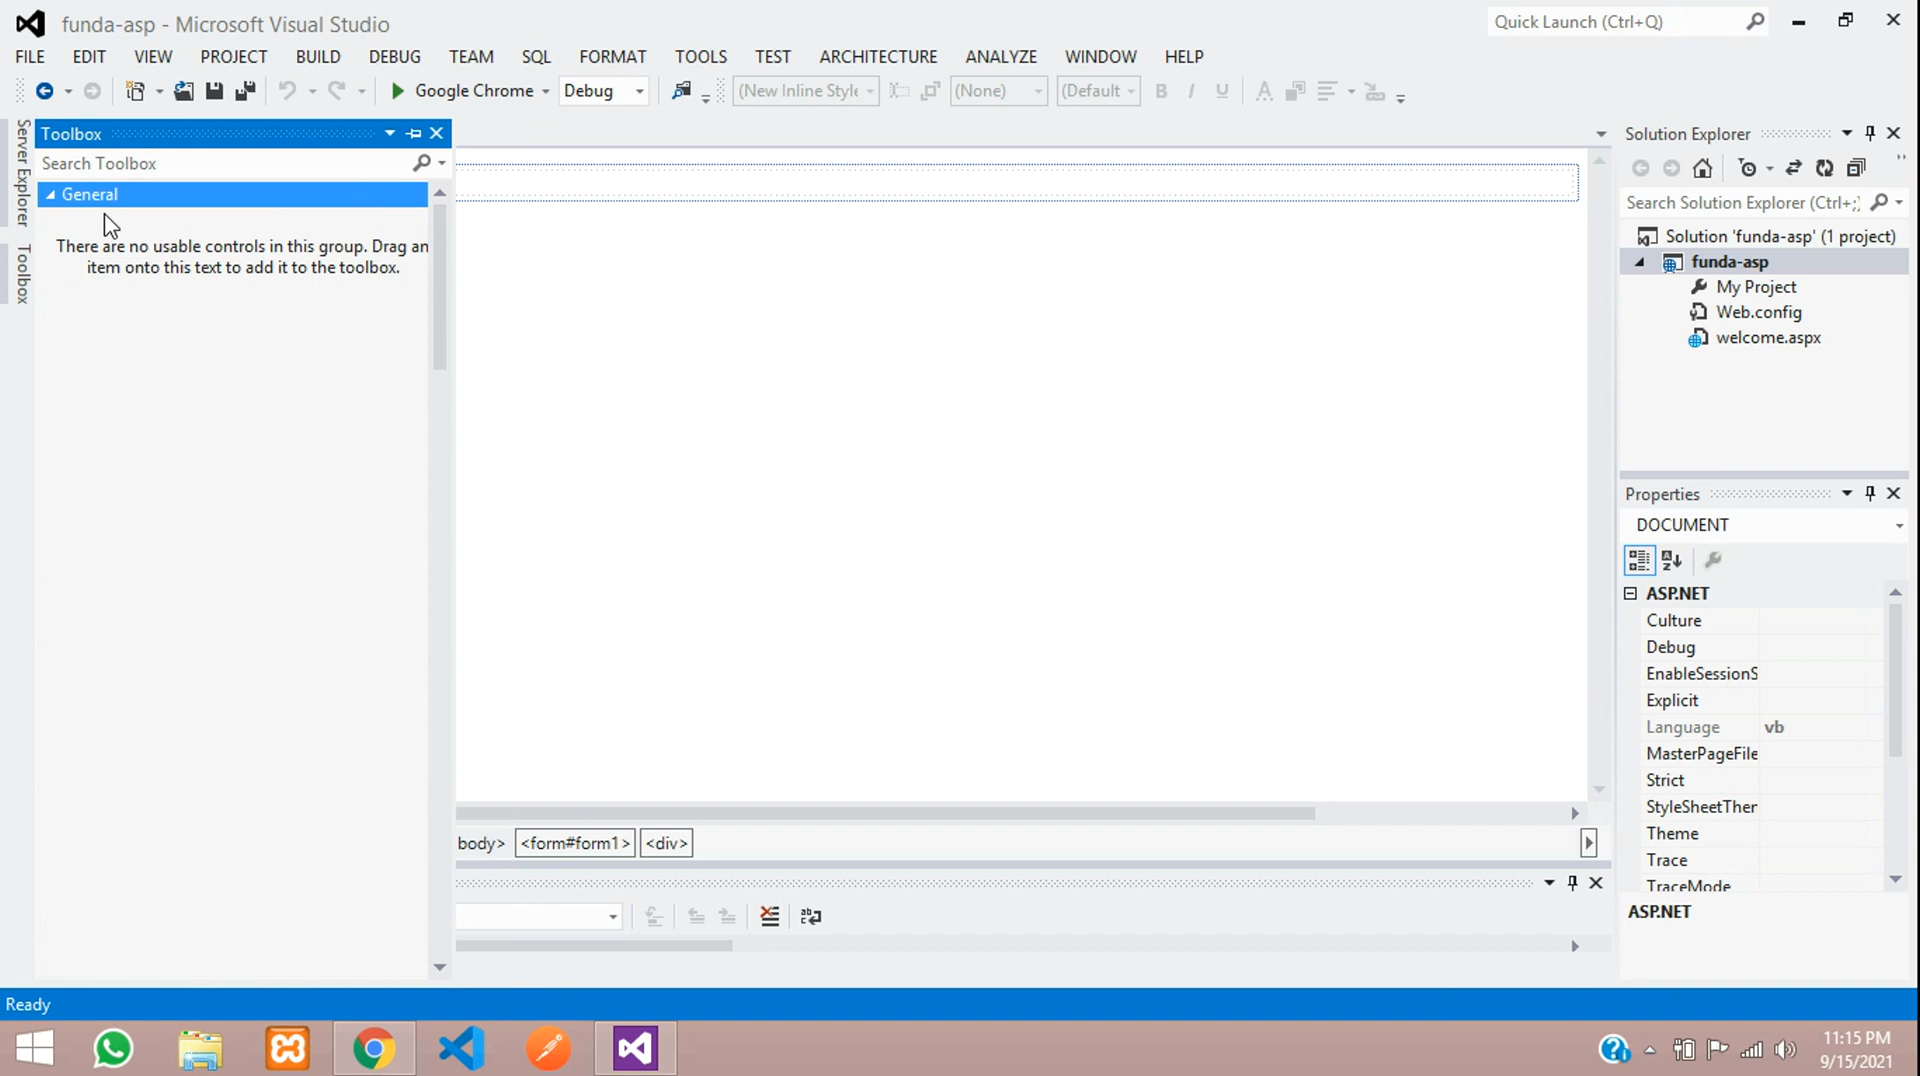 funda-asp - Microsoft Visual Studio
Quick Launch (Ctrl+Q)
FILE EDIT VIEW PROJECT BUILD DEBUG TEAM SQL FORMAT TOOLS TEST ARCHITECTURE ANALYZE WINDOW HELP
Google Chrome Debug (New Inline Style (None) (Default B I U A
Server Explorer
Toolbox
Toolbox
Search Toolbox
General
There are no usable controls in this group. Drag an
item onto this text to add it to the toolbox.
body> <form#form1> <div>
Solution Explorer
Search Solution Explorer (Ctrl+;)
Solution 'funda-asp' (1 project)
funda-asp
My Project
Web.config
welcome.aspx
Properties
DOCUMENT
ASP.NET
Culture
Debug
EnableSessionS
Explicit
Language vb
MasterPageFile
Strict
StyleSheetTher
Theme
Trace
TraceMode
ASP.NET
Ready
11:15 PM
9/15/2021